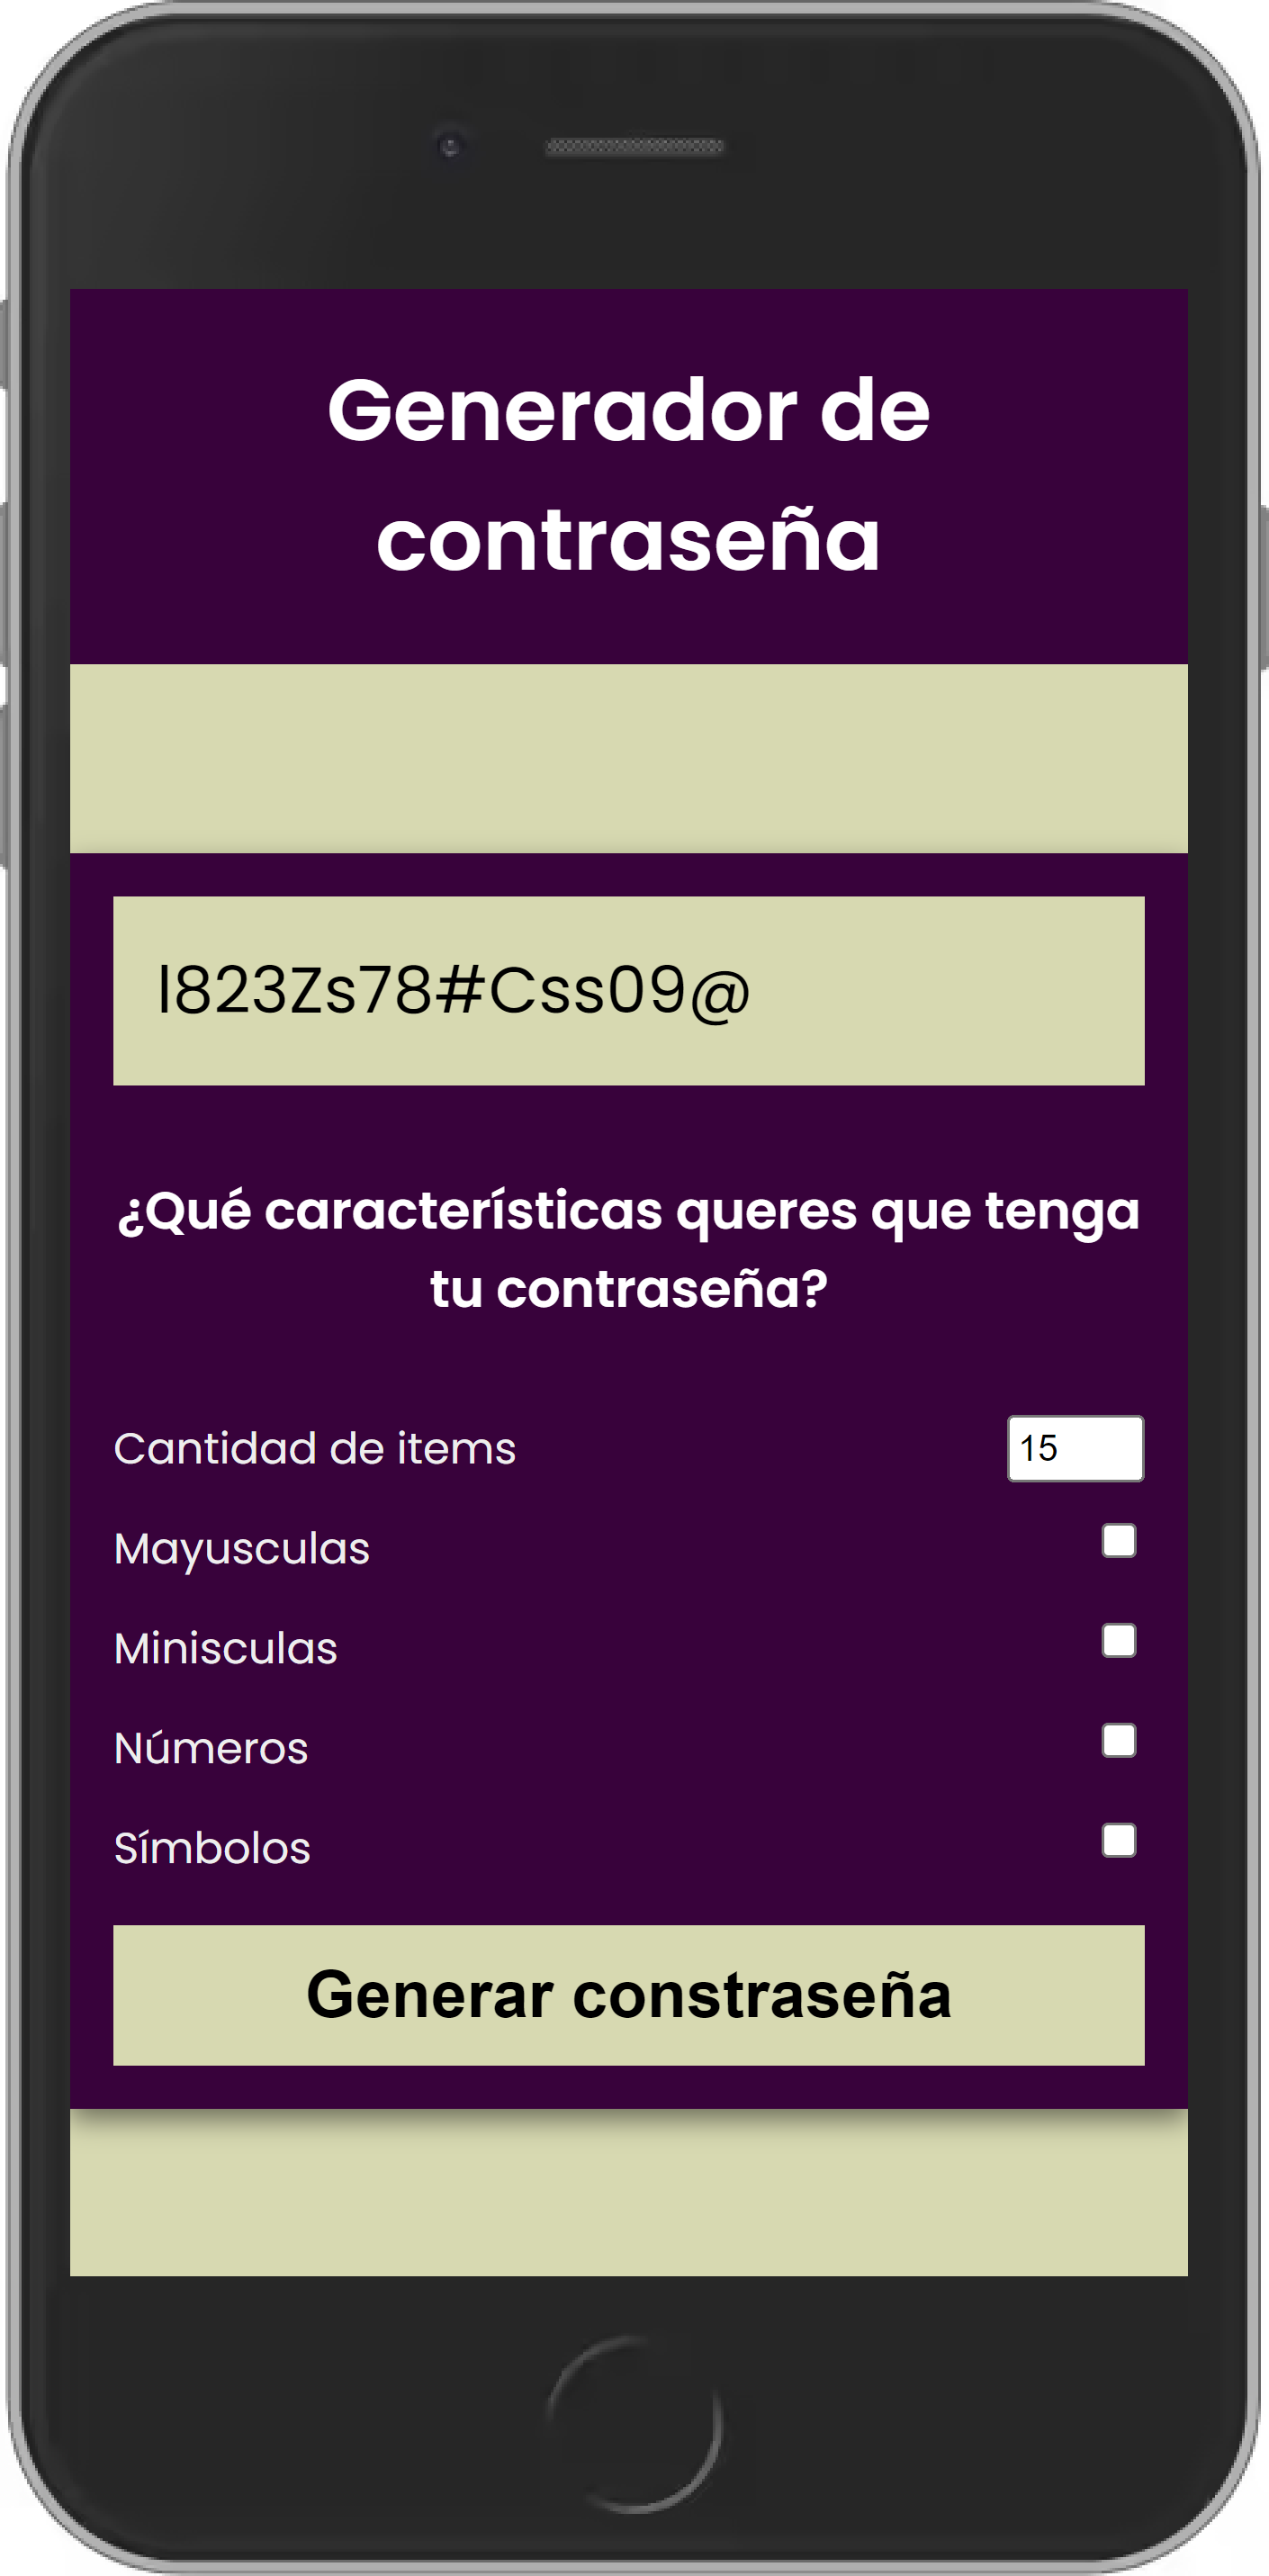 Generador de
contraseña
l823Zs78#Css09@
¿Qué características queres que tenga
tu contraseña?
Cantidad de items 15
Mayusculas
Minisculas
Números
Símbolos
Generar constraseña